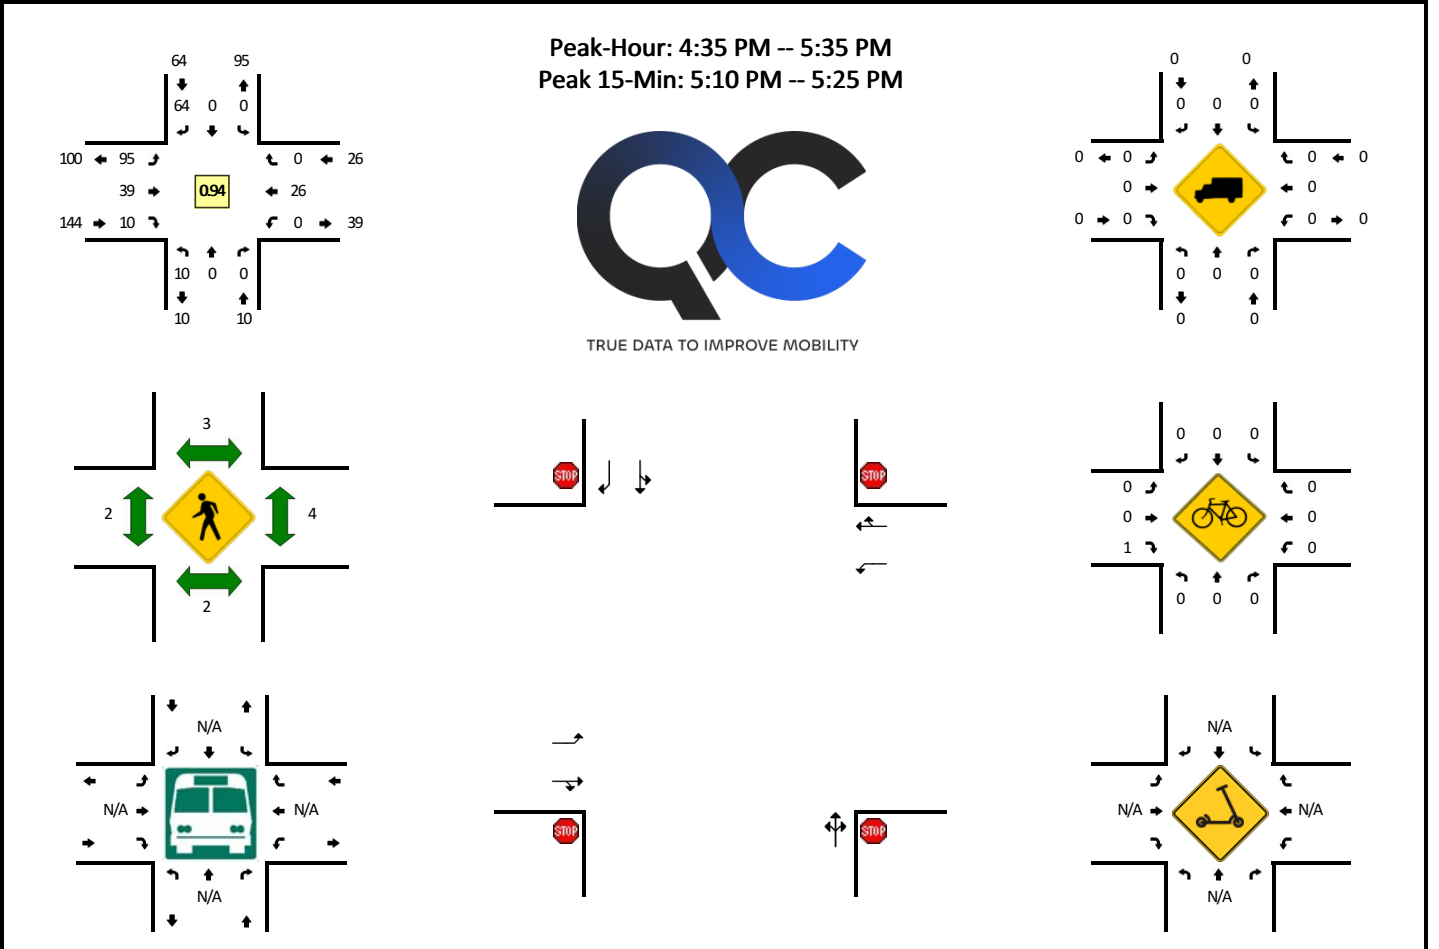 Peak-Hour: 4:35 PM -- 5:35 PM
Peak 15-Min: 5:10 PM -- 5:25 PM
64 95
64 0 0
100 95 0 26
39 0.94 26
144 10 0 39
10 0 0
10 10
TRUE DATA TO IMPROVE MOBILITY
0 0
0 0 0
0 0 0 0
0 0
0 0 0 0
0 0 0
0 0
3
2 4
2
STOP STOP
STOP STOP
0 0 0
0 0
0 0
1 0
0 0 0
N/A
N/A N/A
N/A
N/A
N/A N/A
N/A